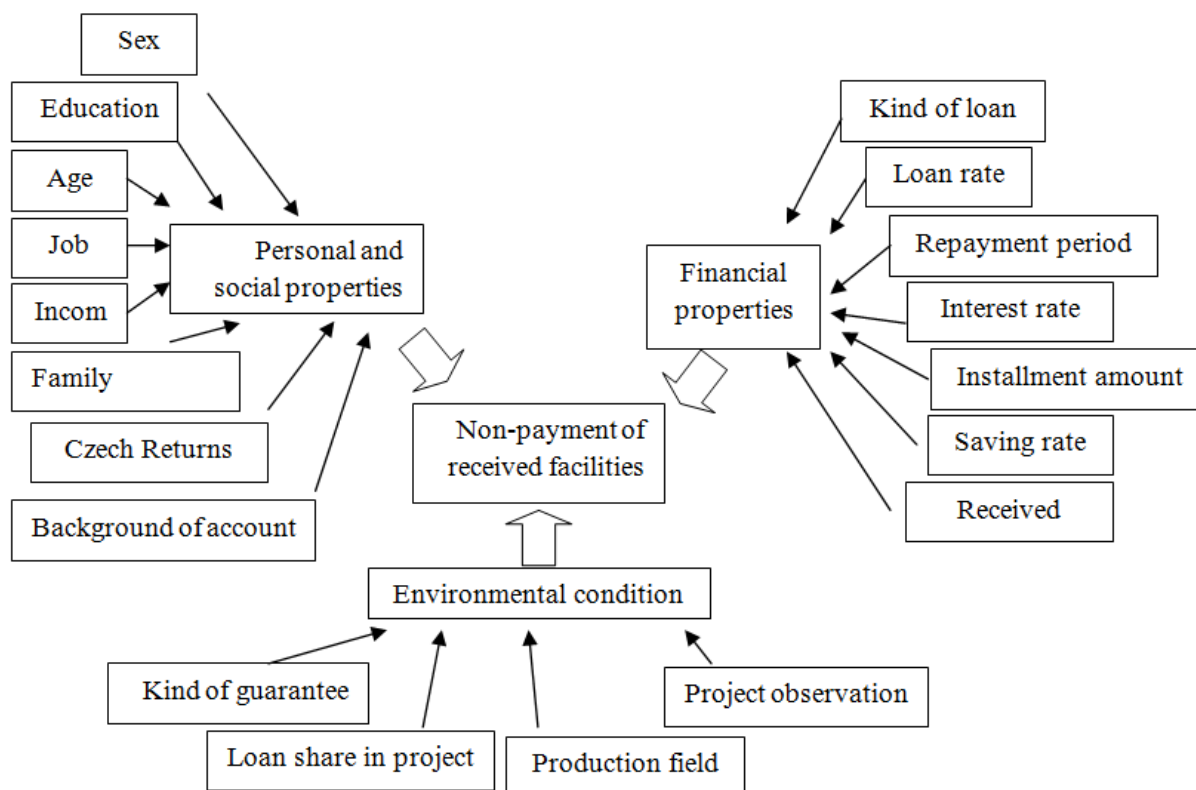 Sex
Education
Age
Job
Incom
Family
Czech Returns
Background of account
Personal and
social properties
Kind of loan
Loan rate
Repayment period
Interest rate
Installment amount
Saving rate
Received
Financial
properties
Non-payment of
received facilities
Environmental condition
Kind of guarantee
Loan share in project
Production field
Project observation